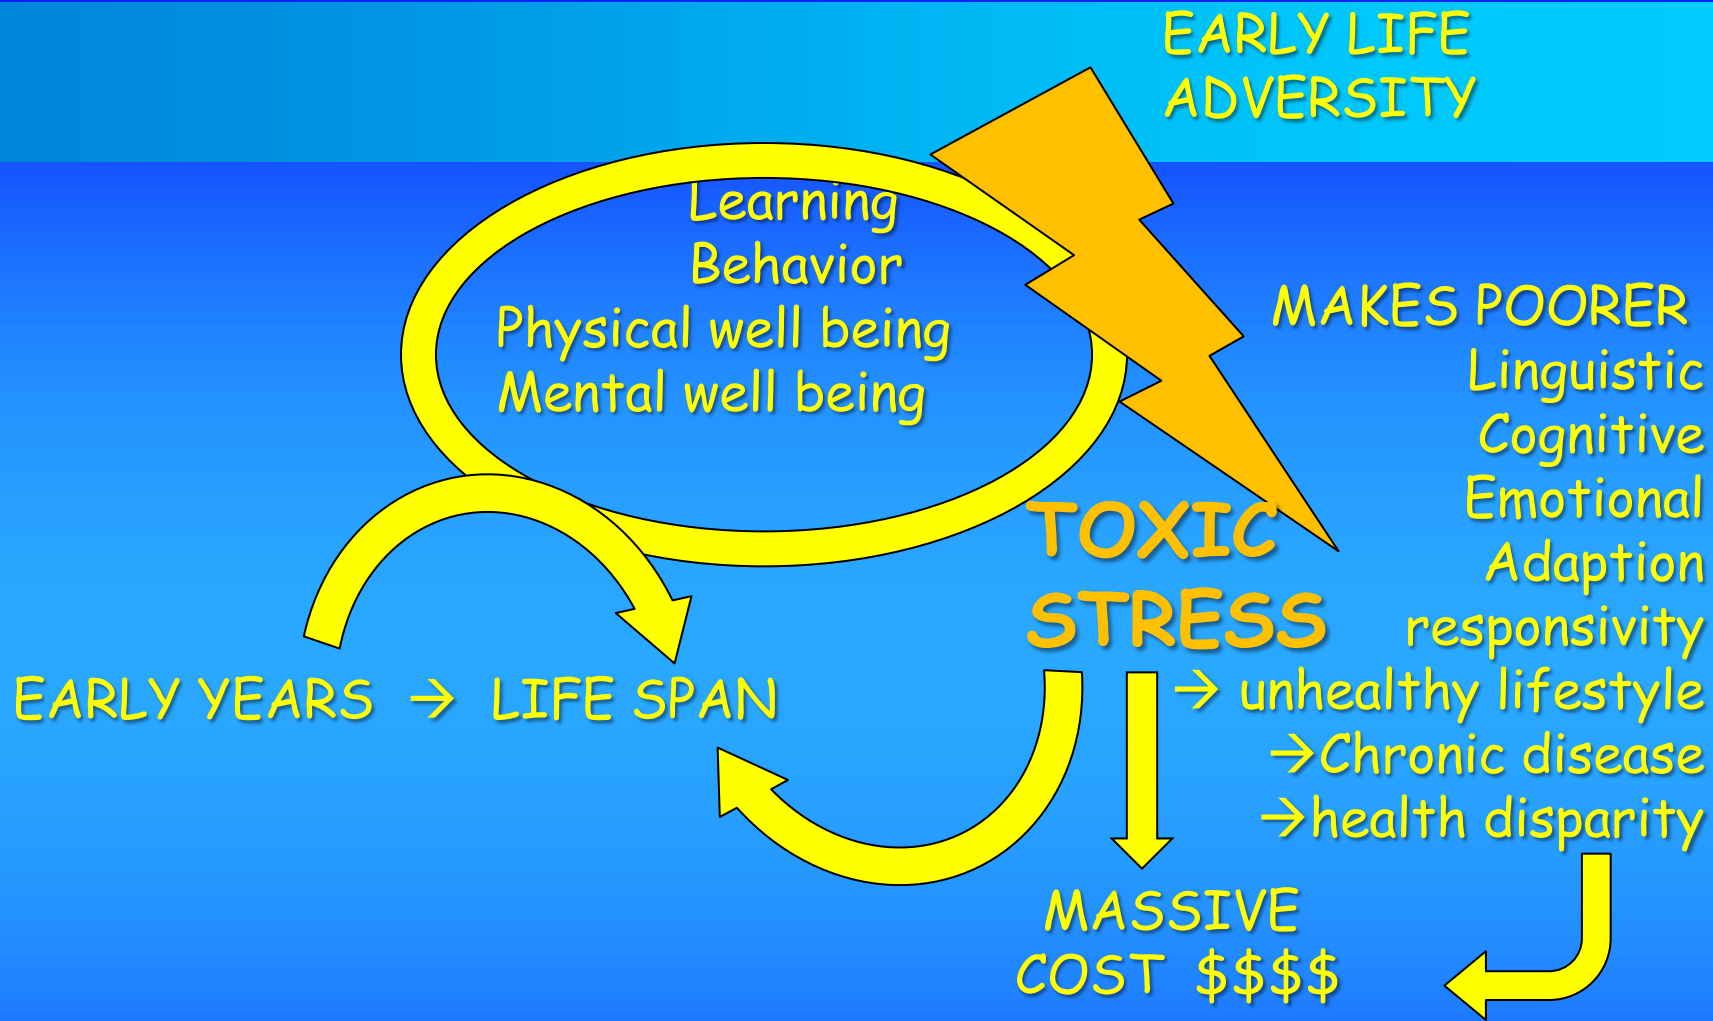 EARLY LIFE
ADVERSITY
Learning
Behavior
Physical well being
Mental well being
MAKES POORER
Linguistic
Cognitive
Emotional
Adaption
responsivity
→ unhealthy lifestyle
→Chronic disease
→health disparity
TOXIC
STRESS
EARLY YEARS → LIFE SPAN
MASSIVE
COST $$$$